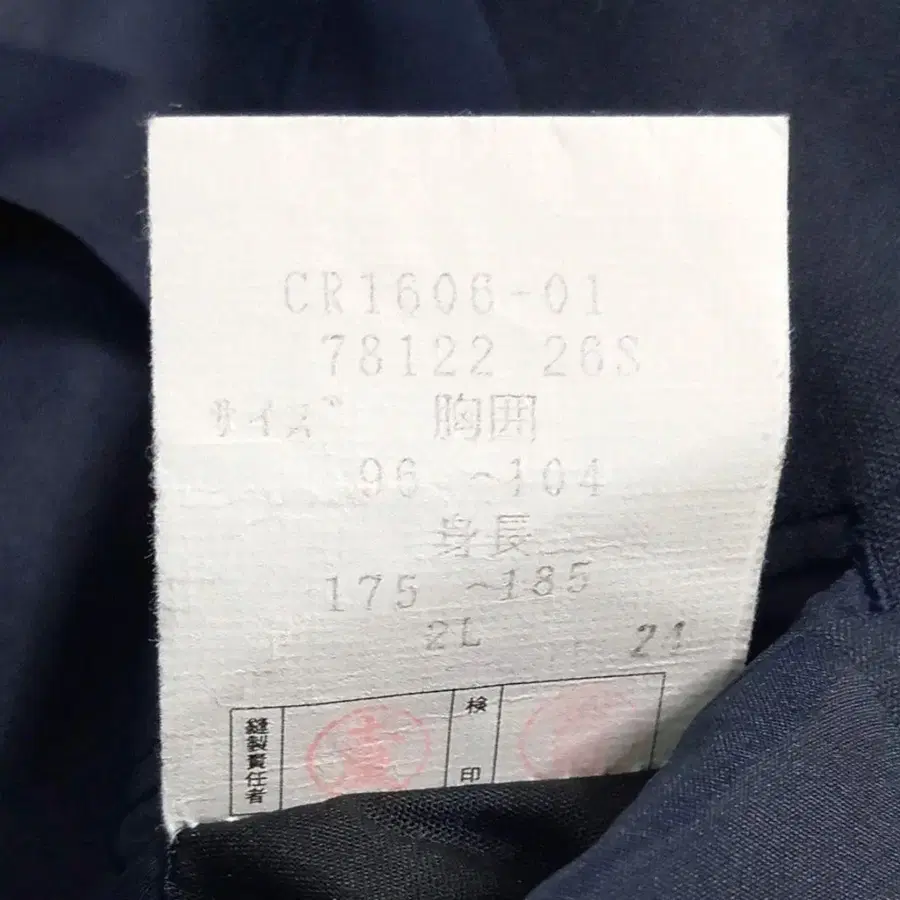 CR1606-01
78122 26S
サイズ 胸囲
96 ~104
身長
175 ~185
2L 21
縫製責任者 検印